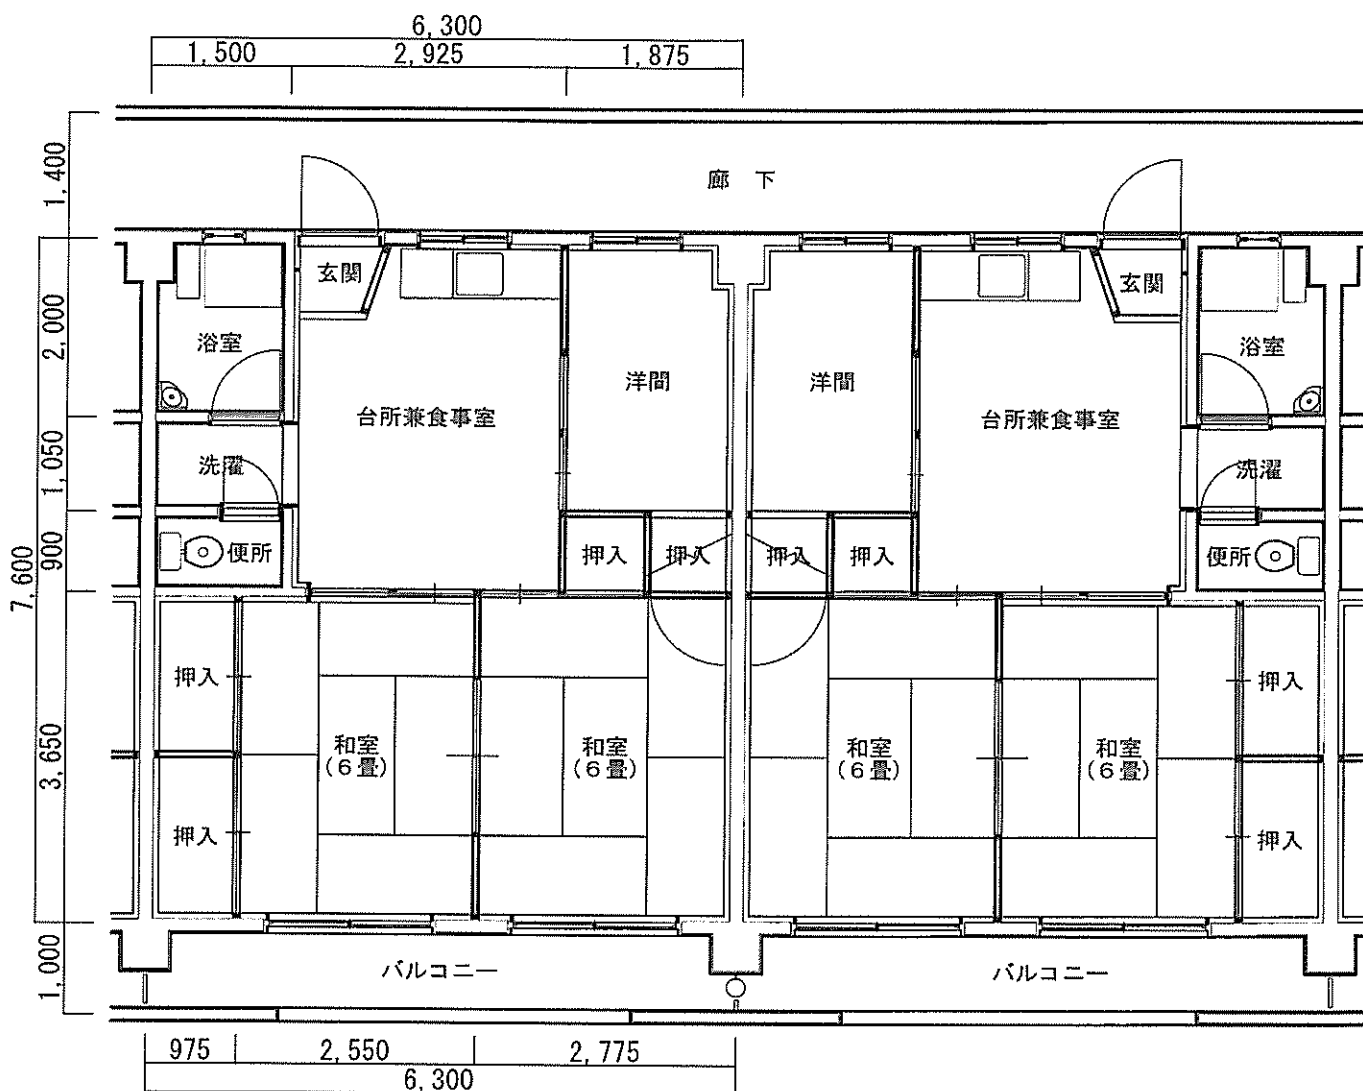 6,300
1,500 2,925 1,875
1,400
廊 下
玄関
玄関
2,000
浴室
浴室
洋間
洋間
台所兼食事室
台所兼食事室
1,050
洗濯
洗濯
7,600
900
便所
押入
押入
押入
押入
便所
押入
押入
3,650
和室
(6畳)
和室
(6畳)
和室
(6畳)
和室
(6畳)
押入
押入
1,000
バルコニー
バルコニー
975 2,550 2,775
6,300